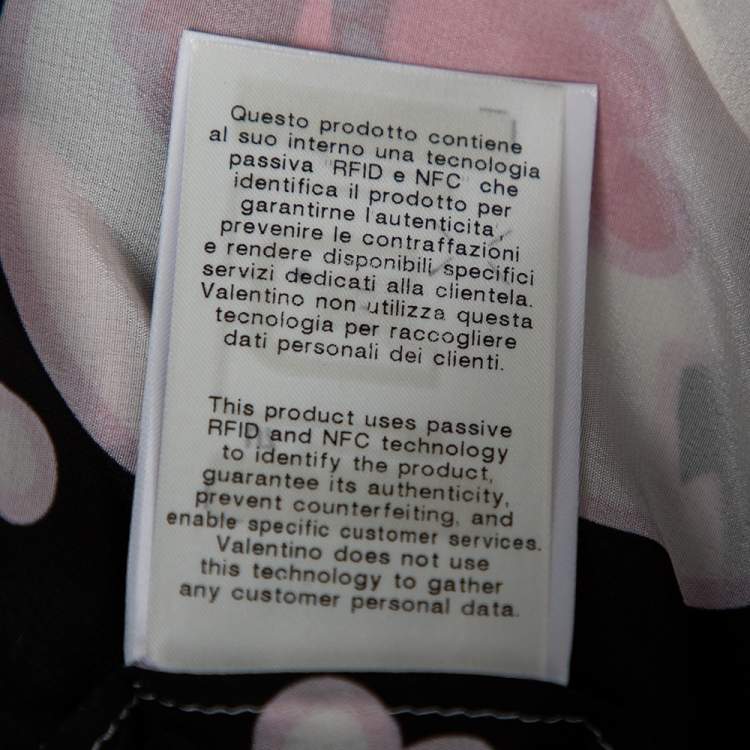 Questo prodotto contiene
al suo interno una tecnologia
passiva "RFID e NFC" che
identifica il prodotto per
garantirne l'autenticita',
prevenire le contraffazioni
e rendere disponibili specifici
servizi dedicati alla clientela.
Valentino non utilizza questa
tecnologia per raccogliere
dati personali dei clienti.
This product uses passive
RFID and NFC technology
to identify the product,
guarantee its authenticity,
prevent counterfeiting, and
enable specific customer services.
Valentino does not use
this technology to gather
any customer personal data.